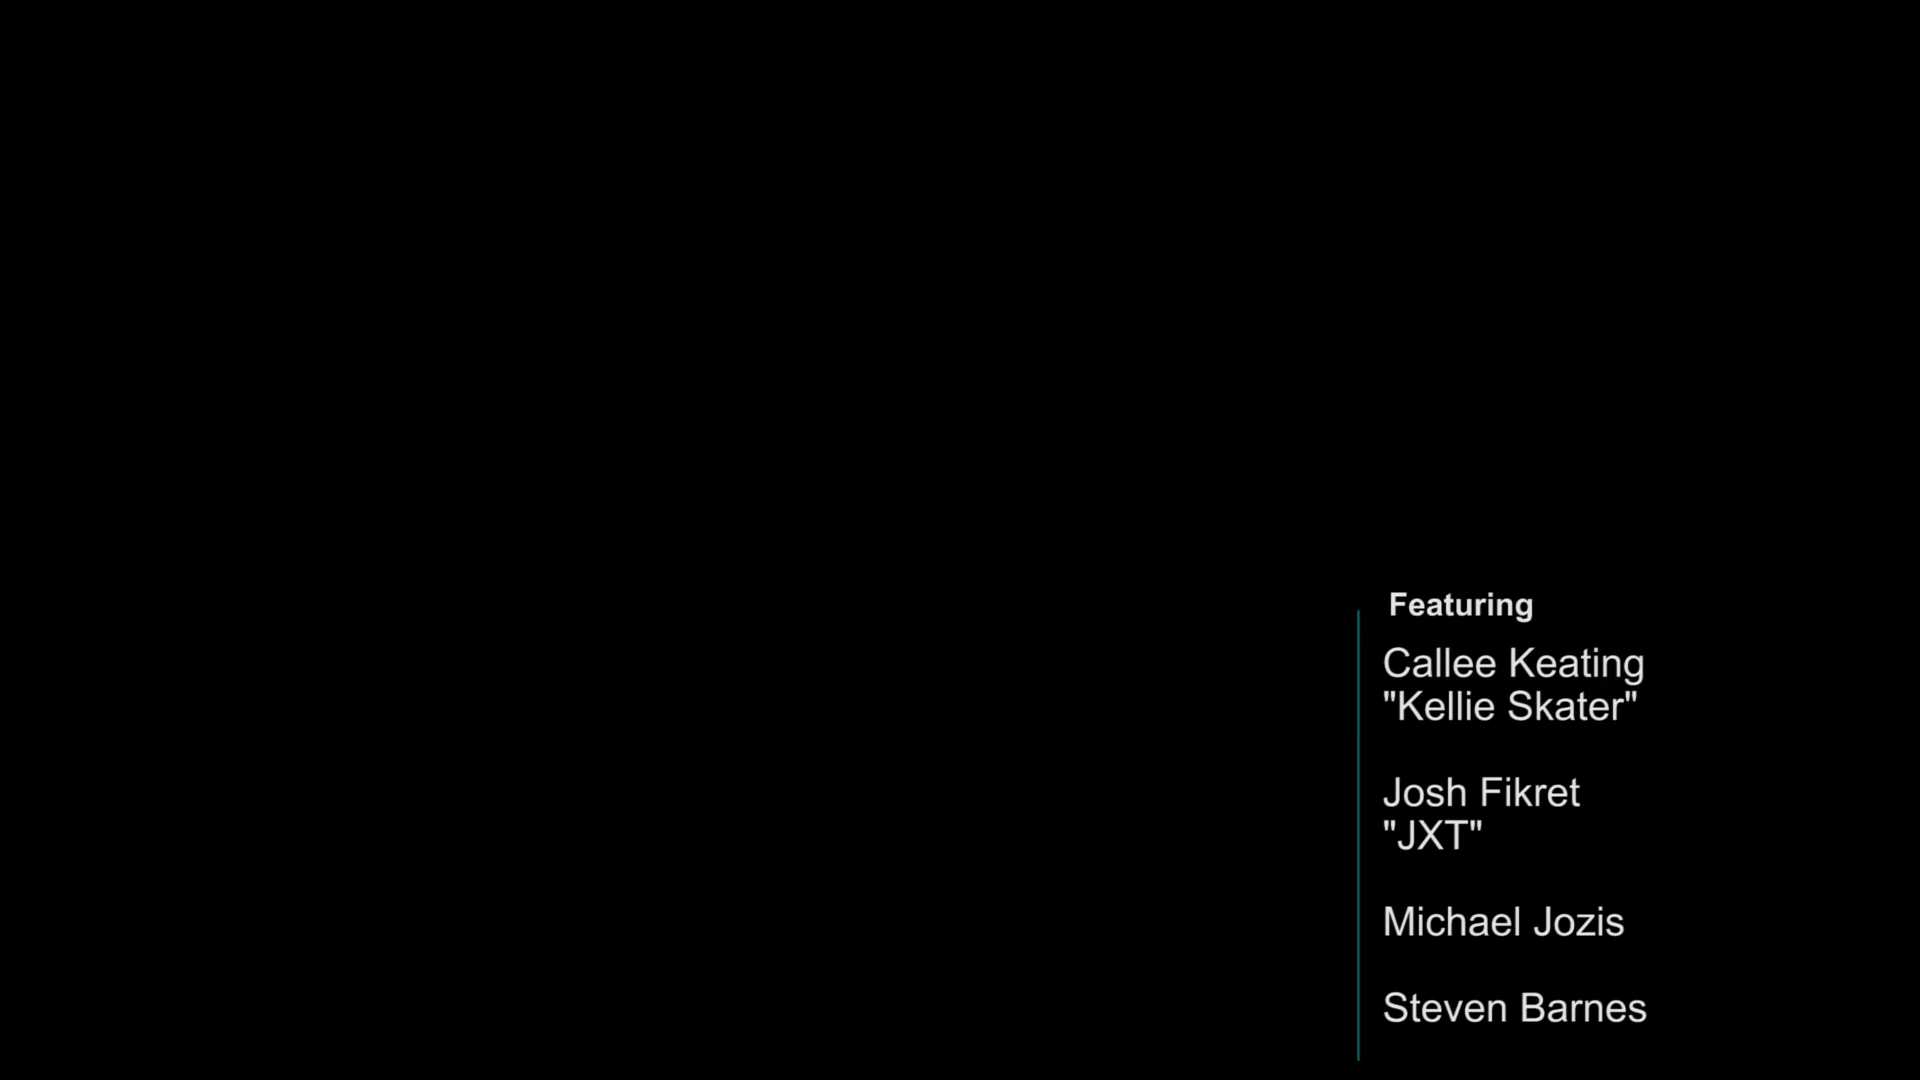 Featuring
Callee Keating
"Kellie Skater"
Josh Fikret
"JXT"
Michael Jozis
Steven Barnes